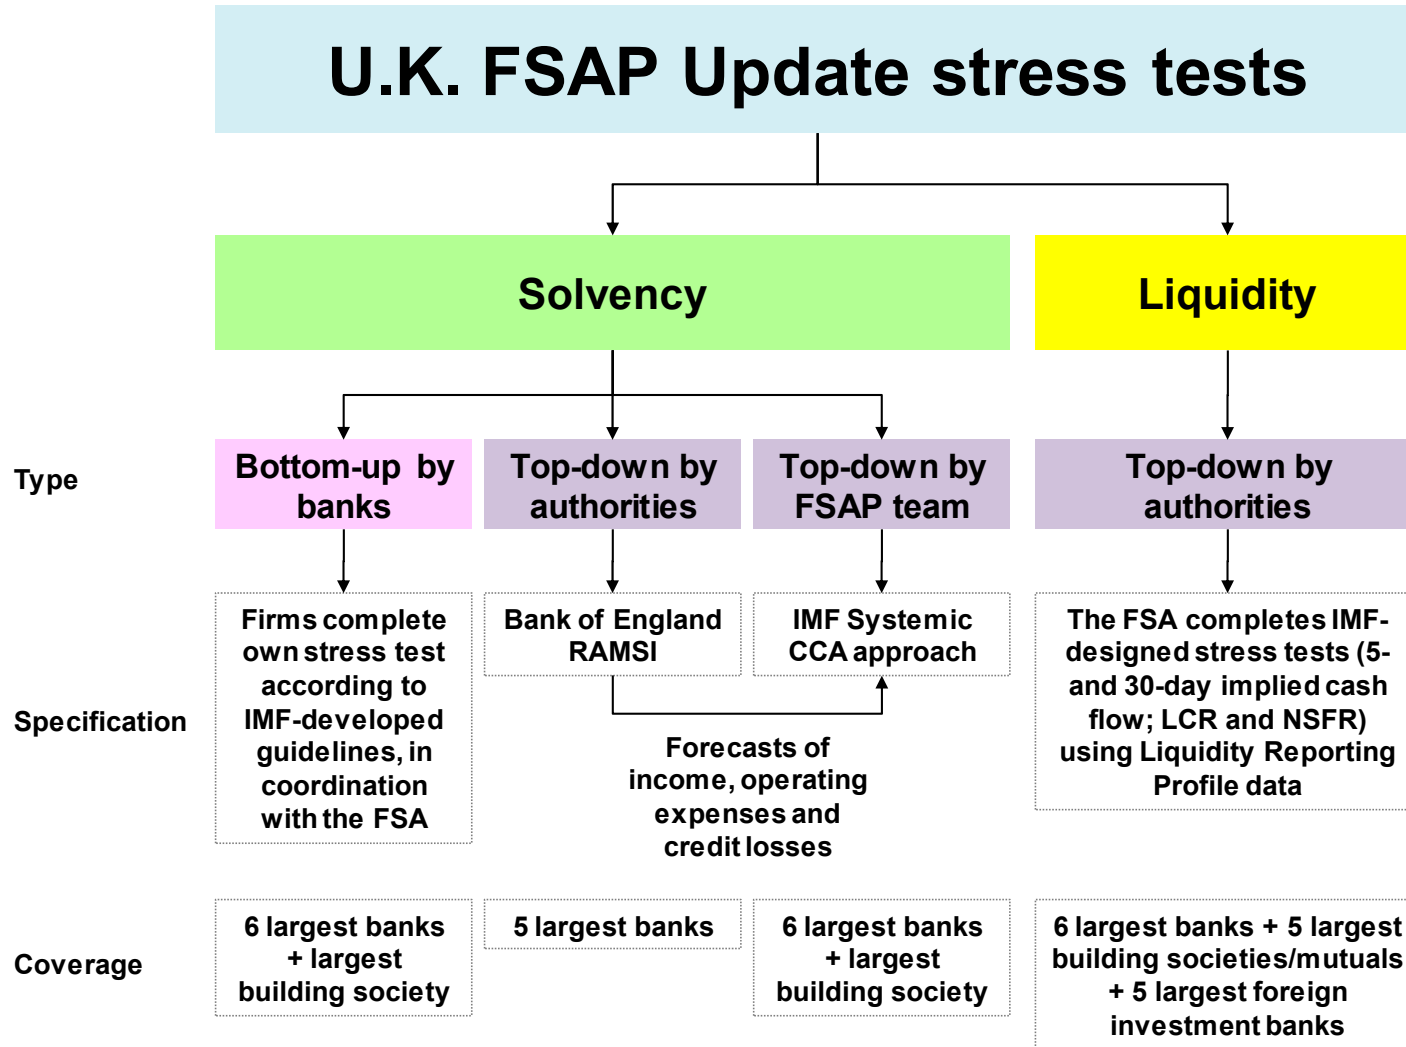 U.K. FSAP Update stress tests
Solvency
Liquidity
Type
Bottom-up by
banks
Top-down by
authorities
Top-down by
FSAP team
Top-down by
authorities
Specification
Firms complete
own stress test
according to
IMF-developed
guidelines, in
coordination
with the FSA
Bank of England
RAMSI
IMF Systemic
CCA approach
Forecasts of
income, operating
expenses and
credit losses
The FSA completes IMF-
designed stress tests (5-
and 30-day implied cash
flow; LCR and NSFR)
using Liquidity Reporting
Profile data
Coverage
6 largest banks
+ largest
building society
5 largest banks
6 largest banks
+ largest
building society
6 largest banks + 5 largest
building societies/mutuals
+ 5 largest foreign
investment banks